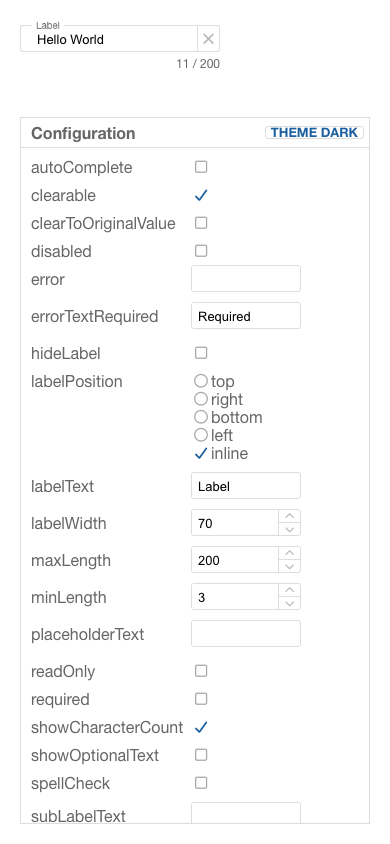 Label
Hello World
11 / 200
Configuration THEME DARK
autoComplete
clearable
clearToOriginalValue
disabled
error
errorTextRequired Required
hideLabel
labelPosition top
right
bottom
left
inline
labelText Label
labelWidth 70
maxLength 200
minLength 3
placeholderText
readOnly
required
showCharacterCount
showOptionalText
spellCheck
subLabelText